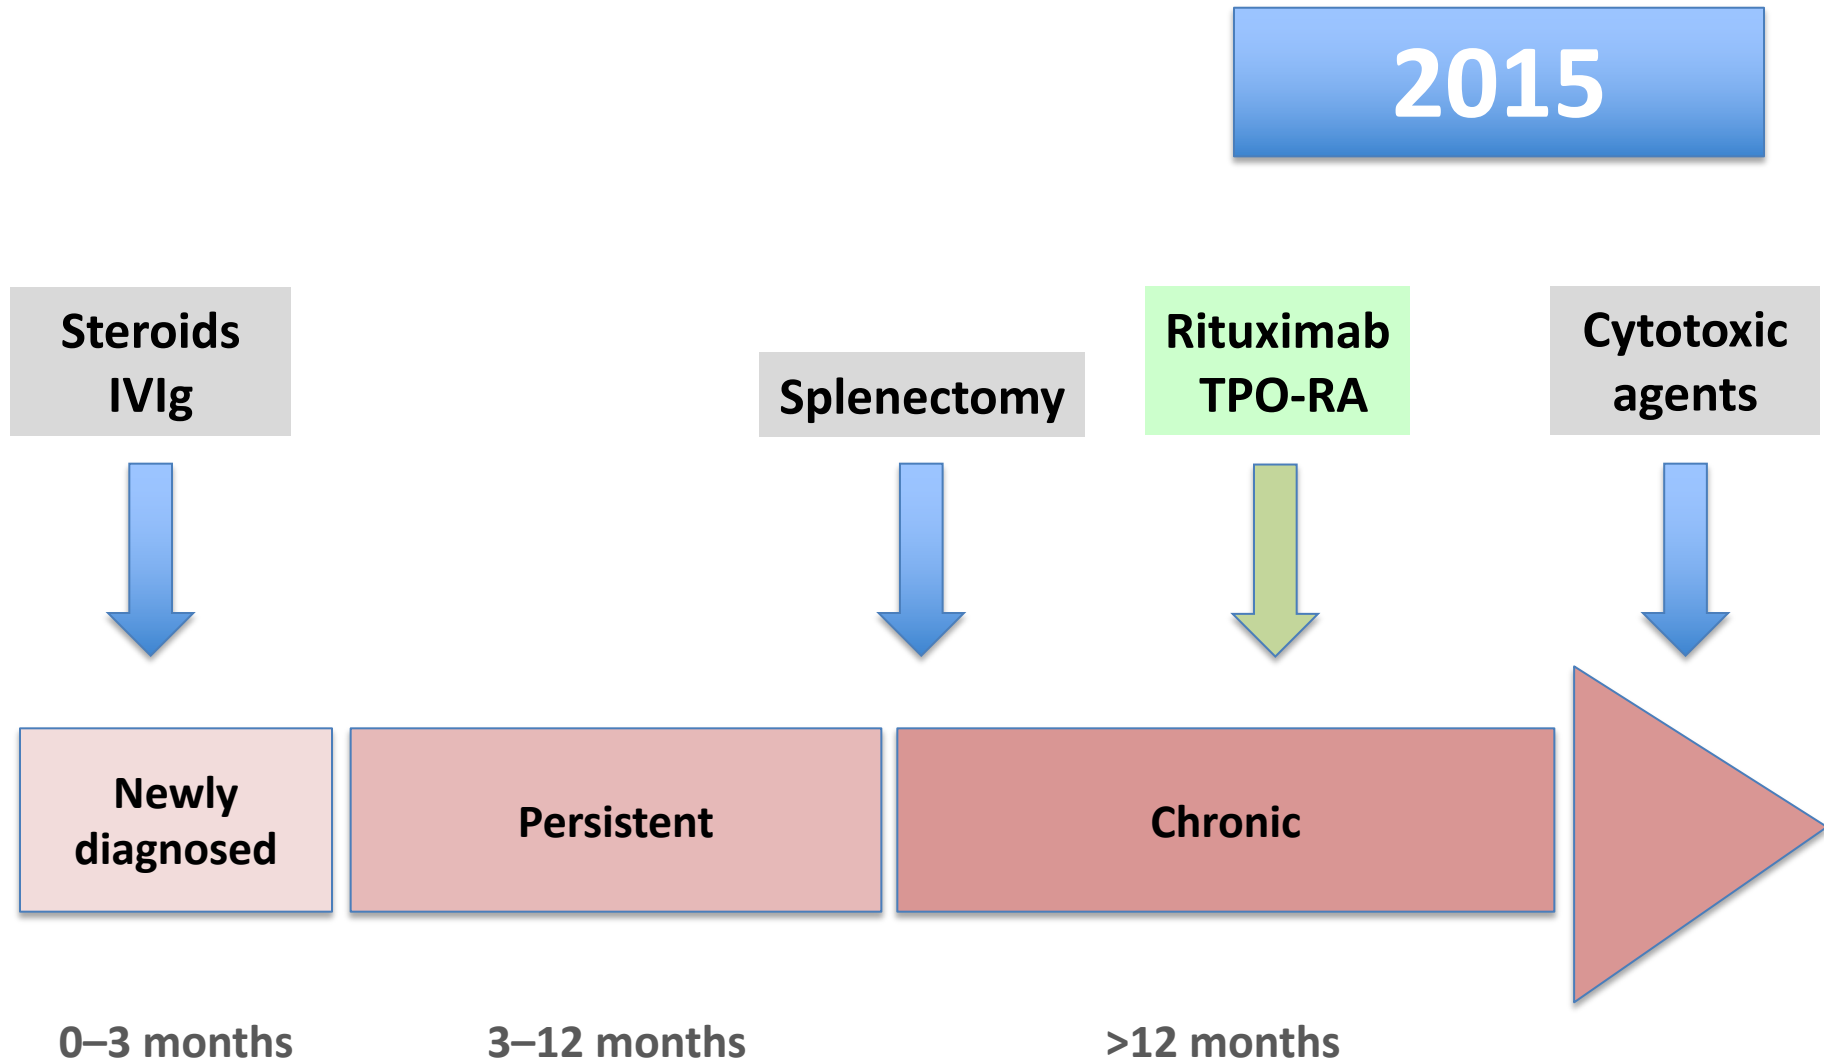 2015
Steroids
IVIg
Splenectomy
Rituximab
TPO-RA
Cytotoxic
agents
Newly
diagnosed
Persistent
Chronic
0–3 months
3–12 months
>12 months